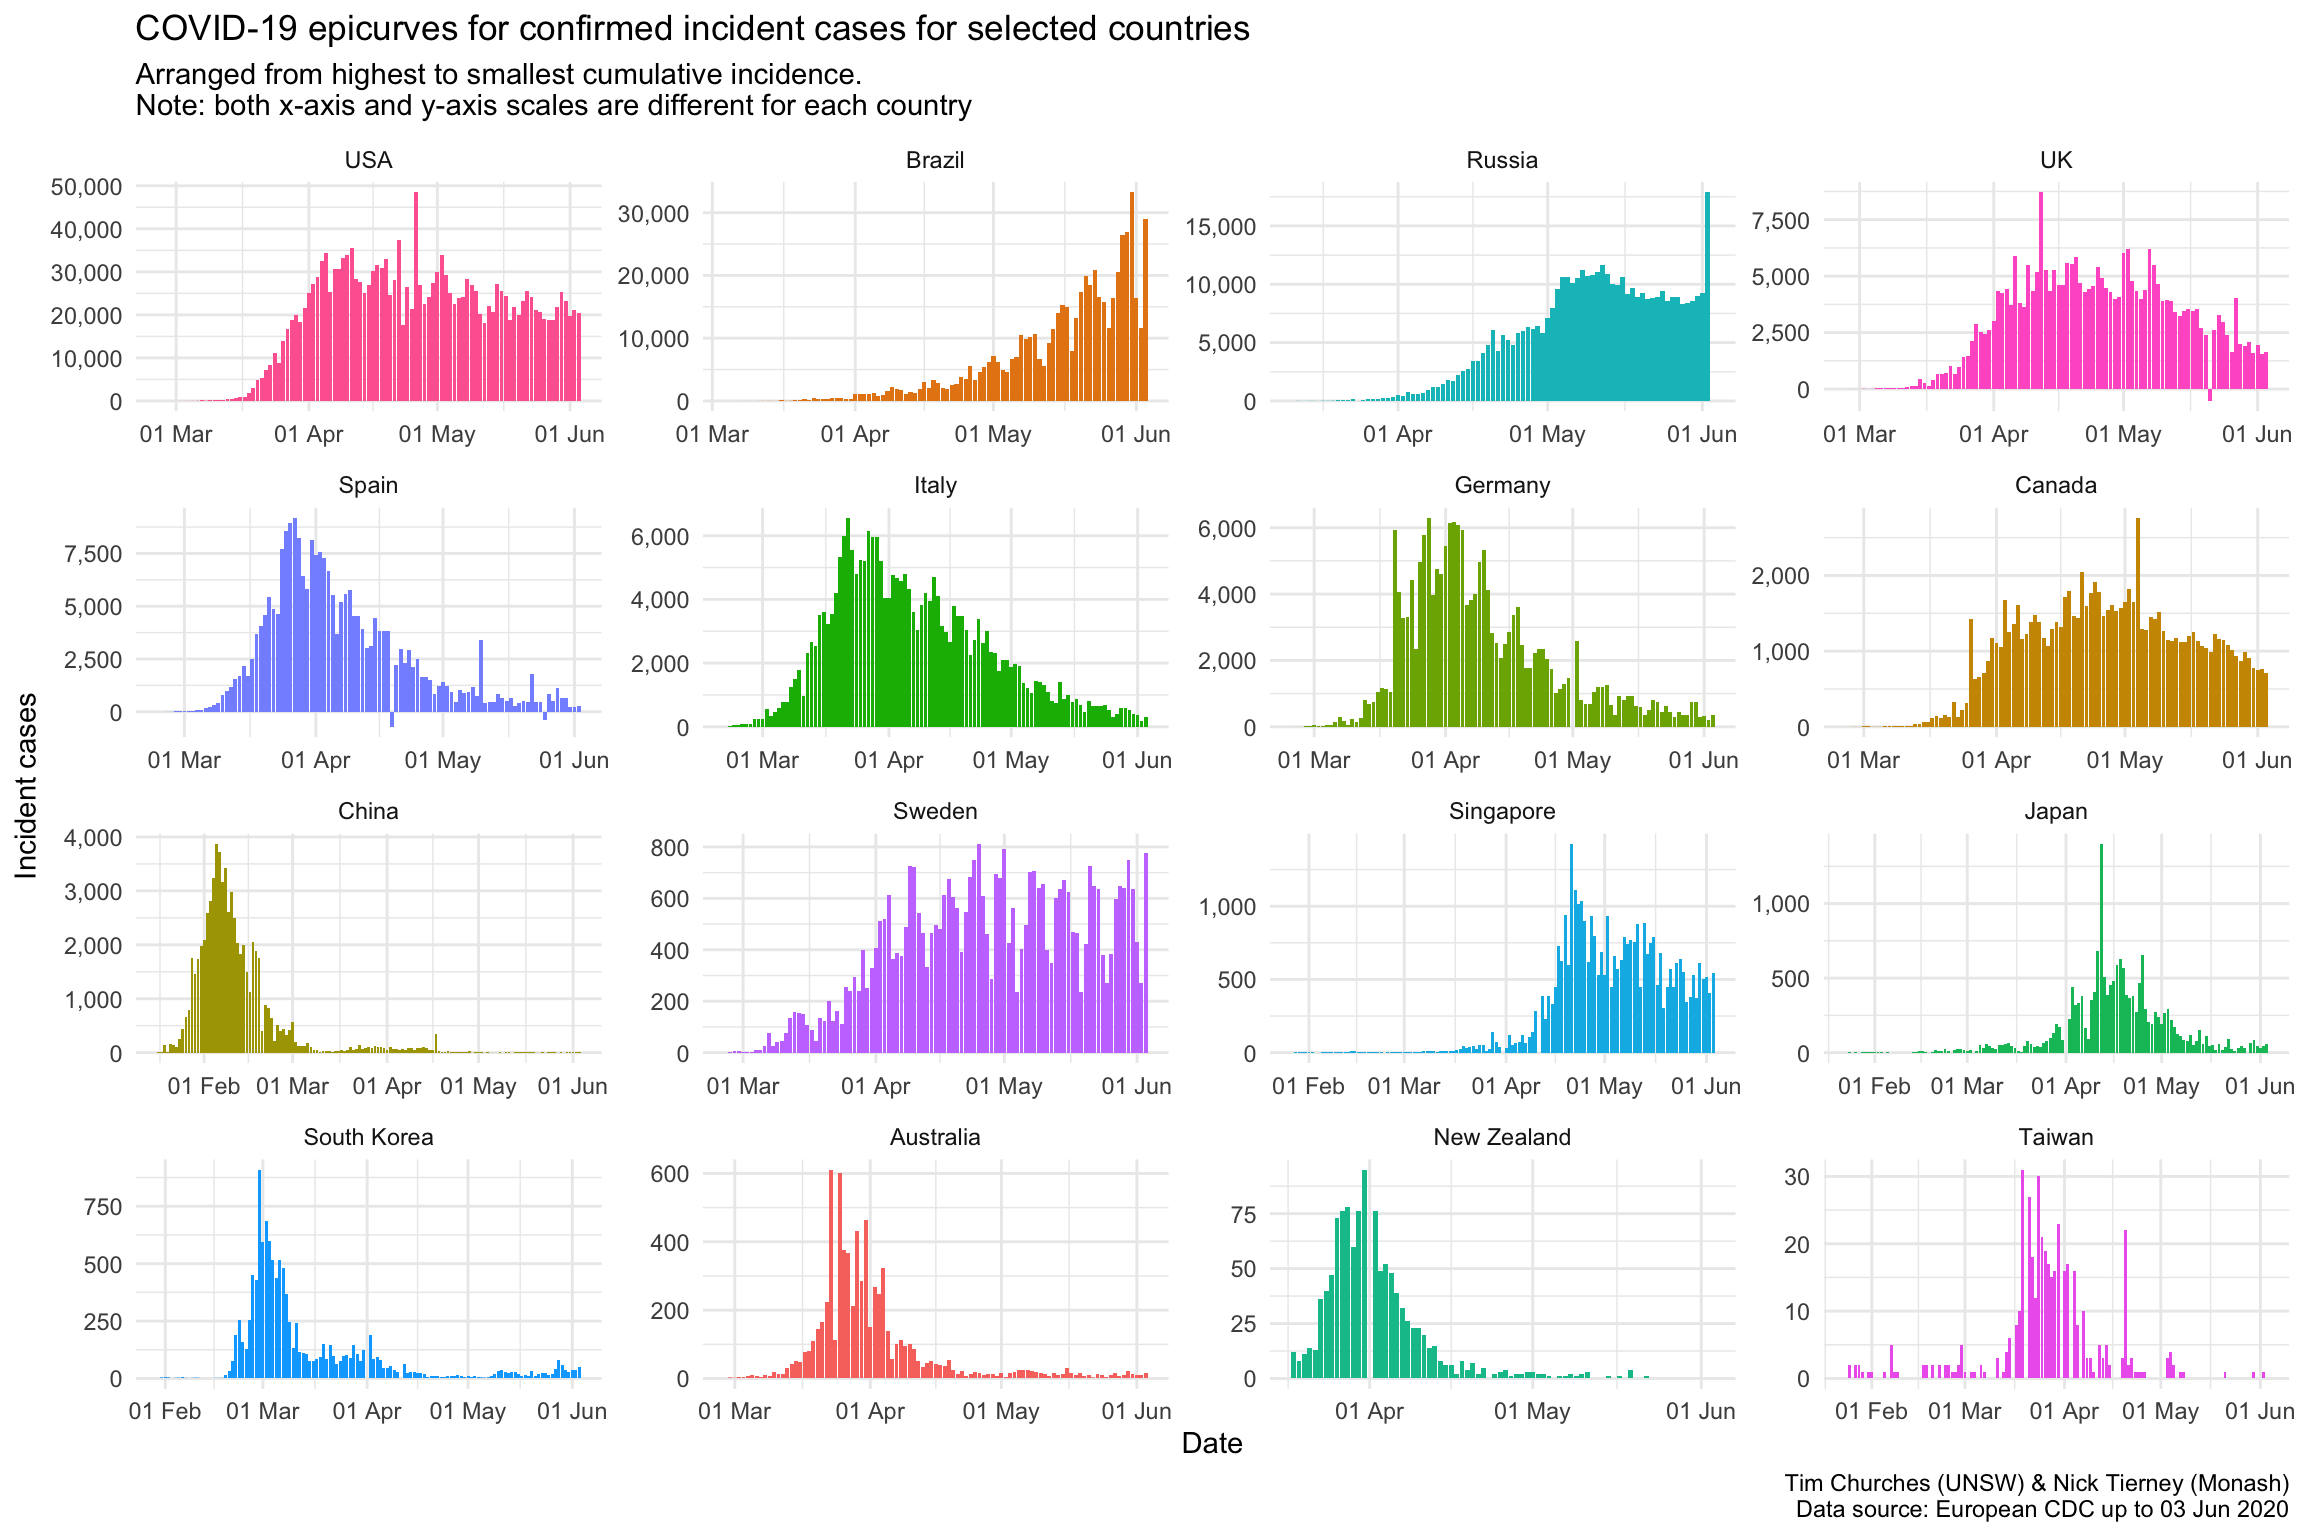 COVID-19 epicurves for confirmed incident cases for selected countries
Arranged from highest to smallest cumulative incidence.
Note: both x-axis and y-axis scales are different for each country
Incident cases
USA
50,000
40,000
30,000
20,000
10,000
0
01 Mar 01 Apr 01 May 01 Jun
Brazil
30,000
20,000
10,000
0
01 Mar 01 Apr 01 May 01 Jun
Russia
15,000
10,000
5,000
0
01 Apr 01 May 01 Jun
UK
7,500
5,000
2,500
0
01 Mar 01 Apr 01 May 01 Jun
Spain
7,500
5,000
2,500
0
01 Mar 01 Apr 01 May 01 Jun
Italy
6,000
4,000
2,000
0
01 Mar 01 Apr 01 May 01 Jun
Germany
6,000
4,000
2,000
0
01 Mar 01 Apr 01 May 01 Jun
Canada
2,000
1,000
0
01 Mar 01 Apr 01 May 01 Jun
China
4,000
3,000
2,000
1,000
0
01 Feb 01 Mar 01 Apr 01 May 01 Jun
Sweden
800
600
400
200
0
01 Mar 01 Apr 01 May 01 Jun
Singapore
1,000
500
0
01 Feb 01 Mar 01 Apr 01 May 01 Jun
Japan
1,000
500
0
01 Feb 01 Mar 01 Apr 01 May 01 Jun
South Korea
750
500
250
0
01 Feb 01 Mar 01 Apr 01 May 01 Jun
Australia
600
400
200
0
01 Mar 01 Apr 01 May 01 Jun
New Zealand
75
50
25
0
01 Apr 01 May 01 Jun
Taiwan
30
20
10
0
01 Feb 01 Mar 01 Apr 01 May 01 Jun
Date
Tim Churches (UNSW) & Nick Tierney (Monash)
Data source: European CDC up to 03 Jun 2020